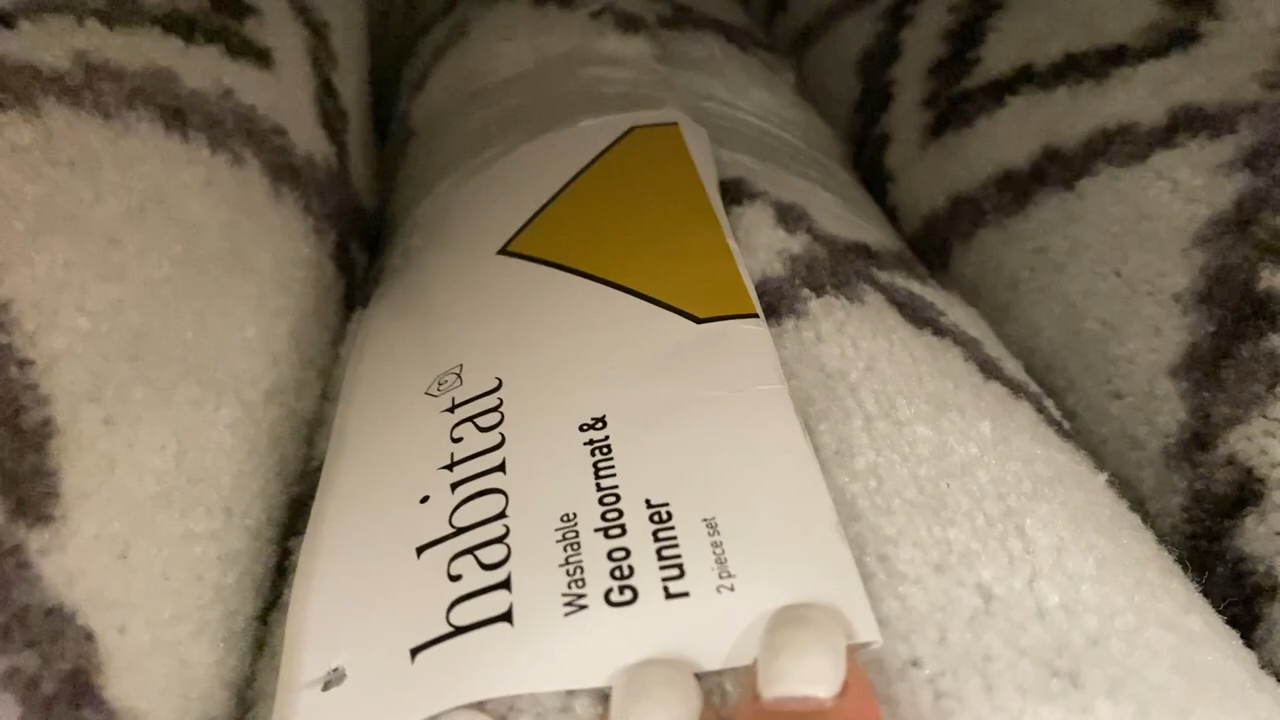 habitat
Washable
Geo doormat &
runner
2 piece set